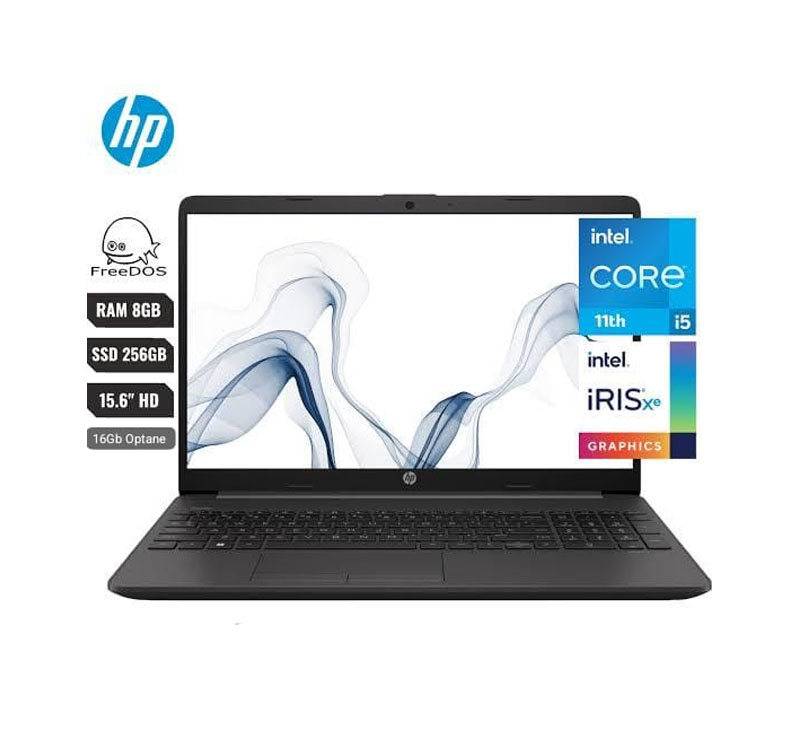 hp
FreeDOS
RAM 8GB
SSD 256GB
15.6" HD
16Gb Optane
intel.
CORE
11th i5
intel.
iRISxe
GRAPHICS
hp